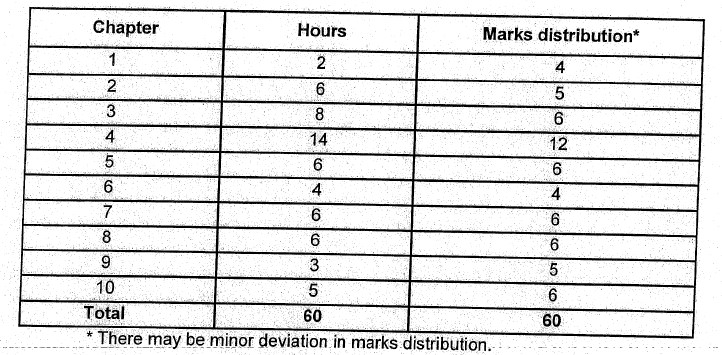 Chapter Hours Marks distribution*
1 2 4
2 6 5
3 8 6
4 14 12
5 6 6
6 4 4
7 6 6
8 6 6
9 3 5
10 5 6
Total 60 60
* There may be minor deviation in marks distribution.